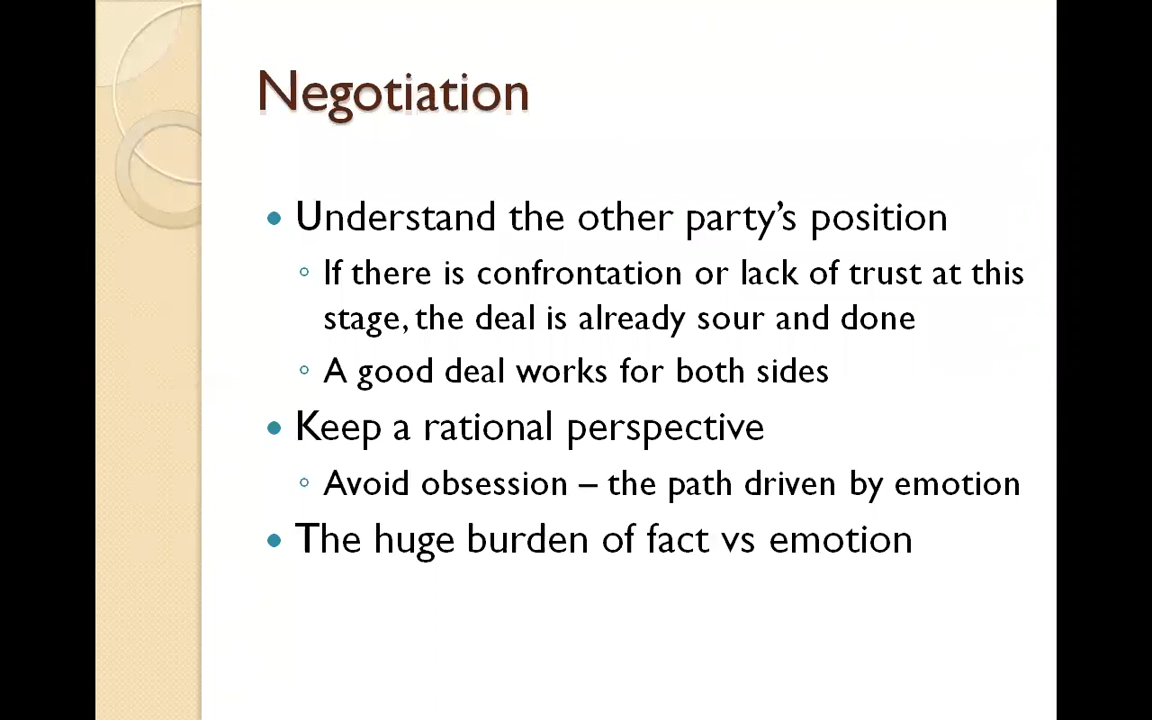 Negotiation
• Understand the other party's position
◦ If there is confrontation or lack of trust at this
stage, the deal is already sour and done
◦ A good deal works for both sides
• Keep a rational perspective
◦ Avoid obsession – the path driven by emotion
• The huge burden of fact vs emotion